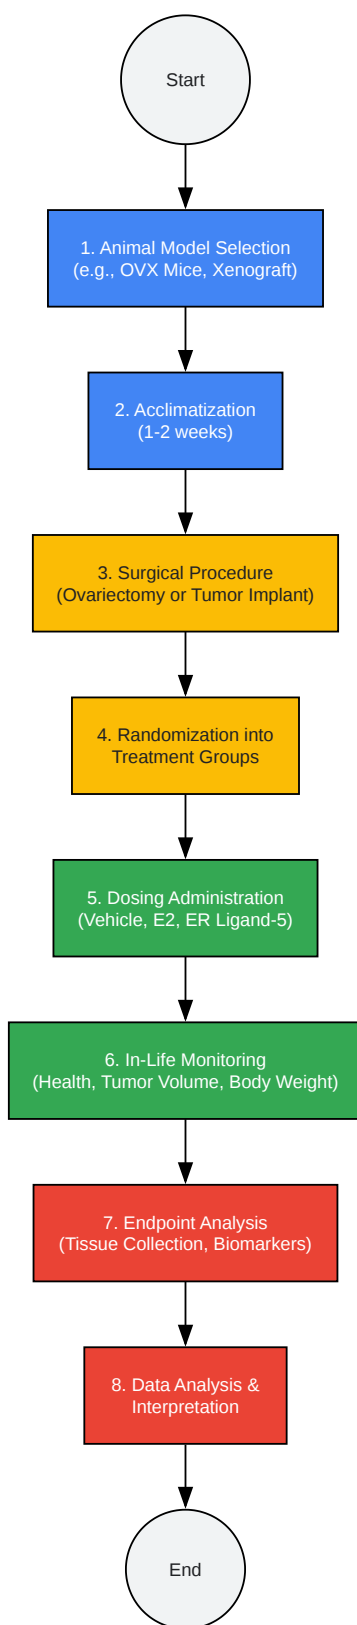 Start
1. Animal Model Selection
(e.g., OVX Mice, Xenograft)
2. Acclimatization
(1-2 weeks)
3. Surgical Procedure
(Ovariectomy or Tumor Implant)
4. Randomization into
Treatment Groups
5. Dosing Administration
(Vehicle, E2, ER Ligand-5)
6. In-Life Monitoring
(Health, Tumor Volume, Body Weight)
7. Endpoint Analysis
(Tissue Collection, Biomarkers)
8. Data Analysis &
Interpretation
End